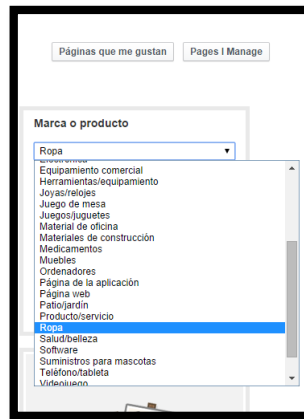 Páginas que me gustan
Pages I Manage
Marca o producto
Ropa
Electrónica
Equipamiento comercial
Herramientas/equipamiento
Joyas/relojes
Juego de mesa
Juegos/juguetes
Material de oficina
Materiales de construcción
Medicamentos
Muebles
Ordenadores
Página de la aplicación
Página web
Patio/jardín
Producto/servicio
Ropa
Salud/belleza
Software
Suministros para mascotas
Teléfono/tableta
Videojuego